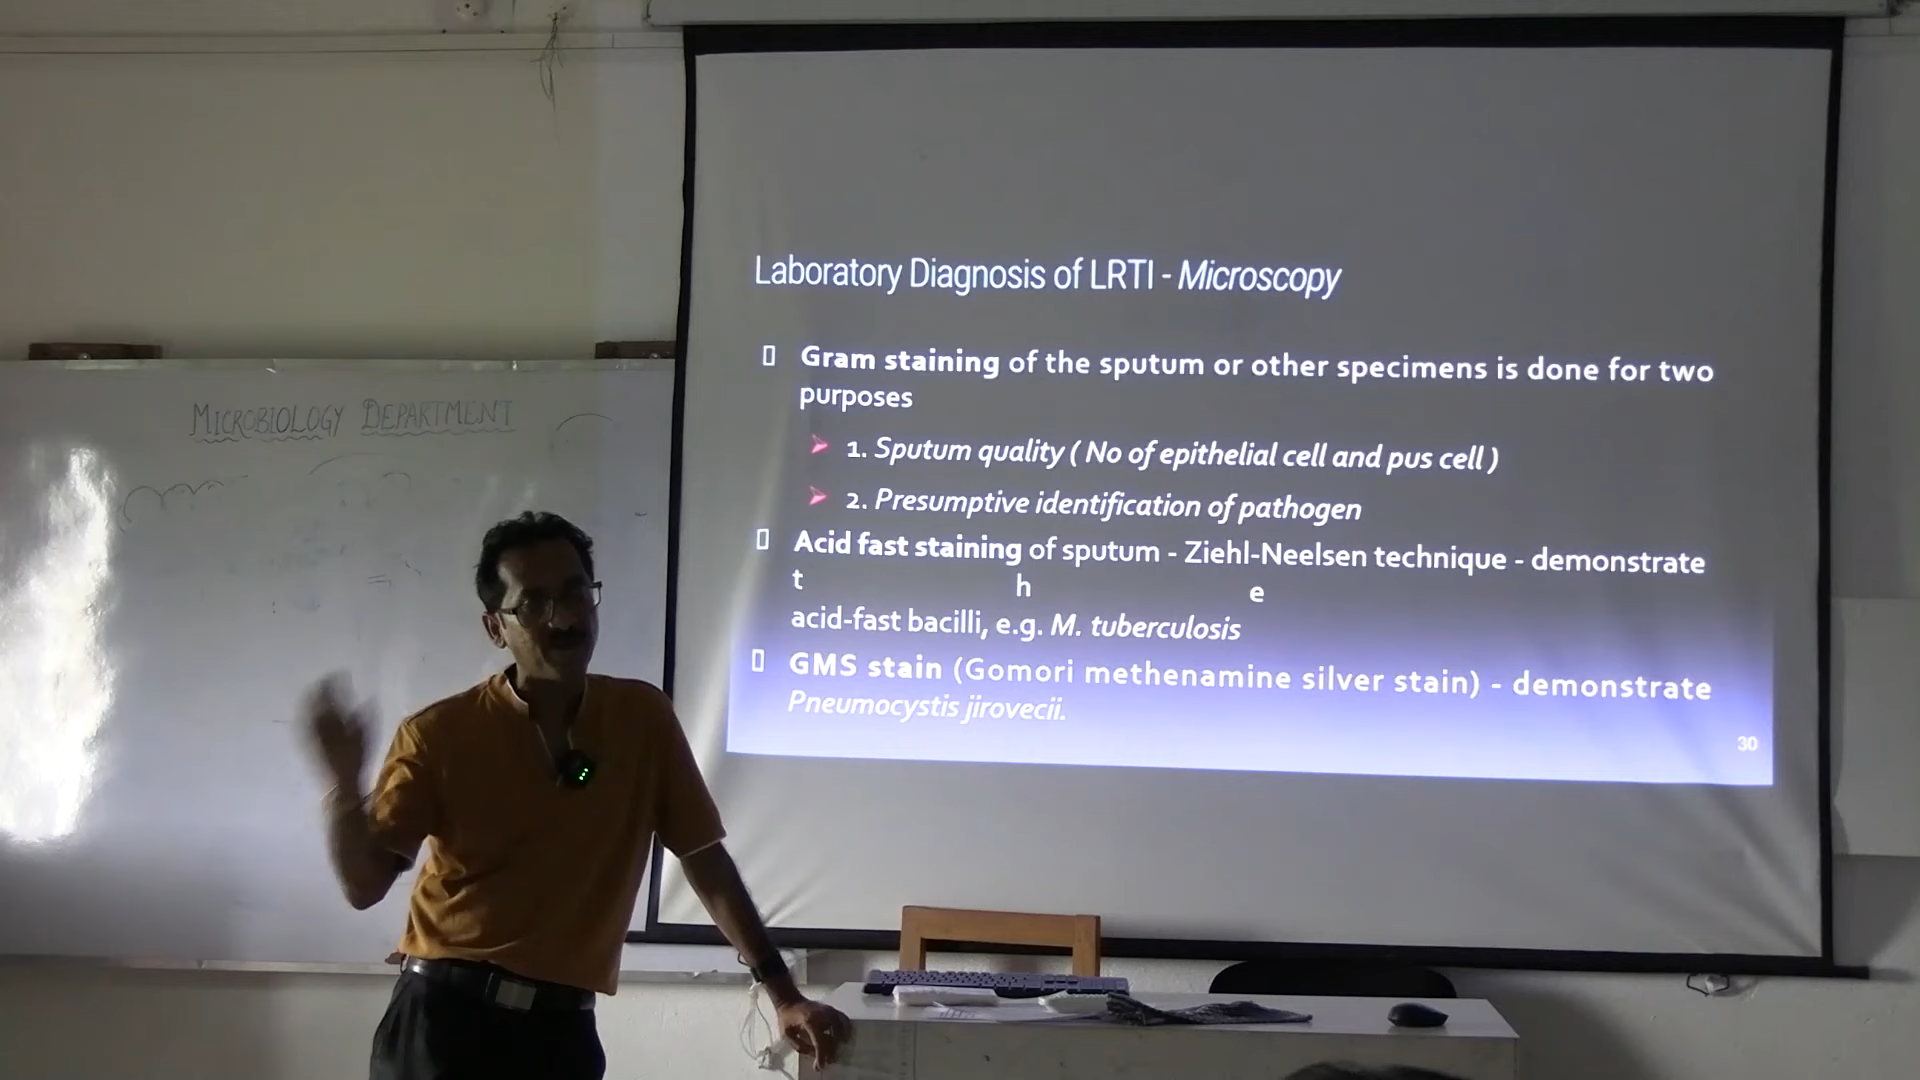 MICROBIOLOGY DEPARTMENT
Laboratory Diagnosis of LRTI - Microscopy
Gram staining of the sputum or other specimens is done for two
purposes
1. Sputum quality ( No of epithelial cell and pus cell )
2. Presumptive identification of pathogen
Acid fast staining of sputum - Ziehl-Neelsen technique - demonstrate
t h e
acid-fast bacilli, e.g. M. tuberculosis
GMS stain (Gomori methenamine silver stain) - demonstrate
Pneumocystis jirovecii.
30